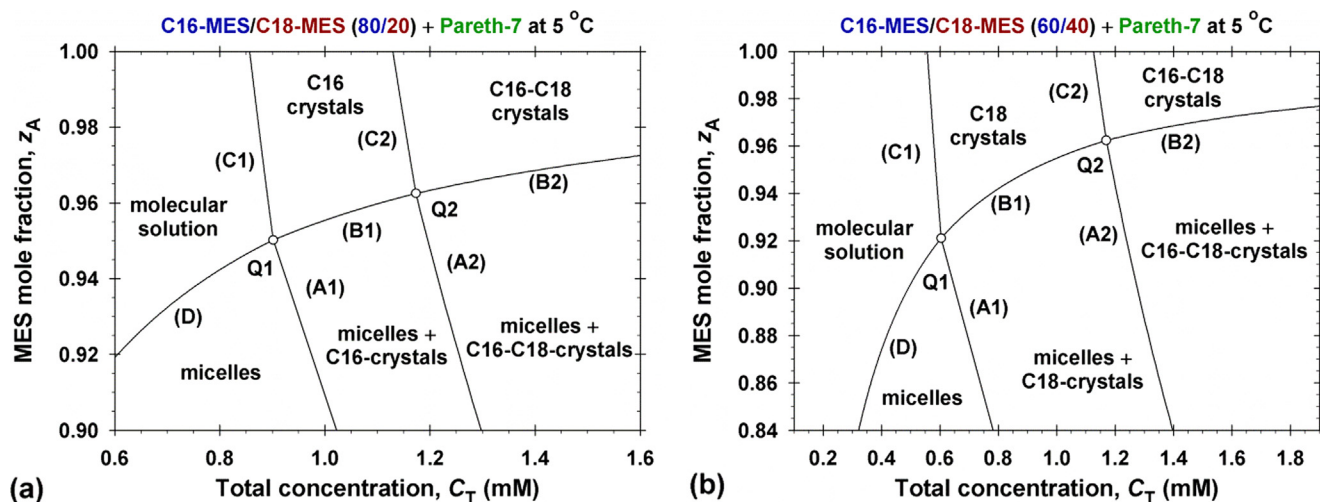 C16-MES/C18-MES (80/20) + Pareth-7 at 5 °C
1.00
0.98
0.96
0.94
0.92
0.90
MES mole fraction, zA
C16
crystals
C16-C18
crystals
(C1)
(C2)
(B2)
molecular
solution
Q2
(B1)
Q1
(A2)
(A1)
(D)
micelles +
C16-crystals
micelles +
C16-C18-crystals
micelles
0.6
0.8
1.0
1.2
1.4
1.6
(a)
Total concentration, CT (mM)
C16-MES/C18-MES (60/40) + Pareth-7 at 5 °C
1.00
0.98
0.96
0.94
0.92
0.90
0.88
0.86
0.84
MES mole fraction, zA
C16-C18
crystals
(C2)
C18
crystals
(C1)
(B2)
Q2
(B1)
molecular
solution
(A2)
micelles +
C16-C18-crystals
Q1
(A1)
(D)
micelles +
C18-crystals
micelles
0.2
0.4
0.6
0.8
1.0
1.2
1.4
1.6
1.8
(b)
Total concentration, CT (mM)